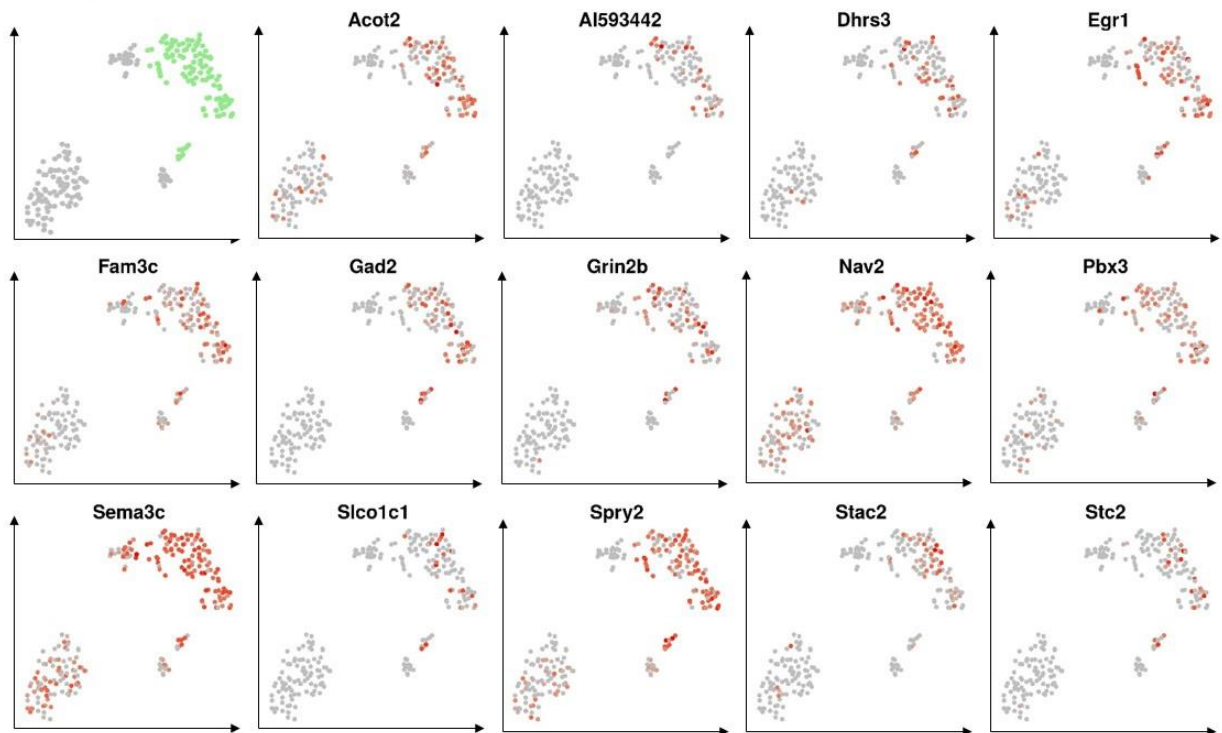 Acot2
AI593442
Dhrs3
Egr1
Fam3c
Gad2
Grin2b
Nav2
Pbx3
Sema3c
Slco1c1
Spry2
Stac2
Stc2